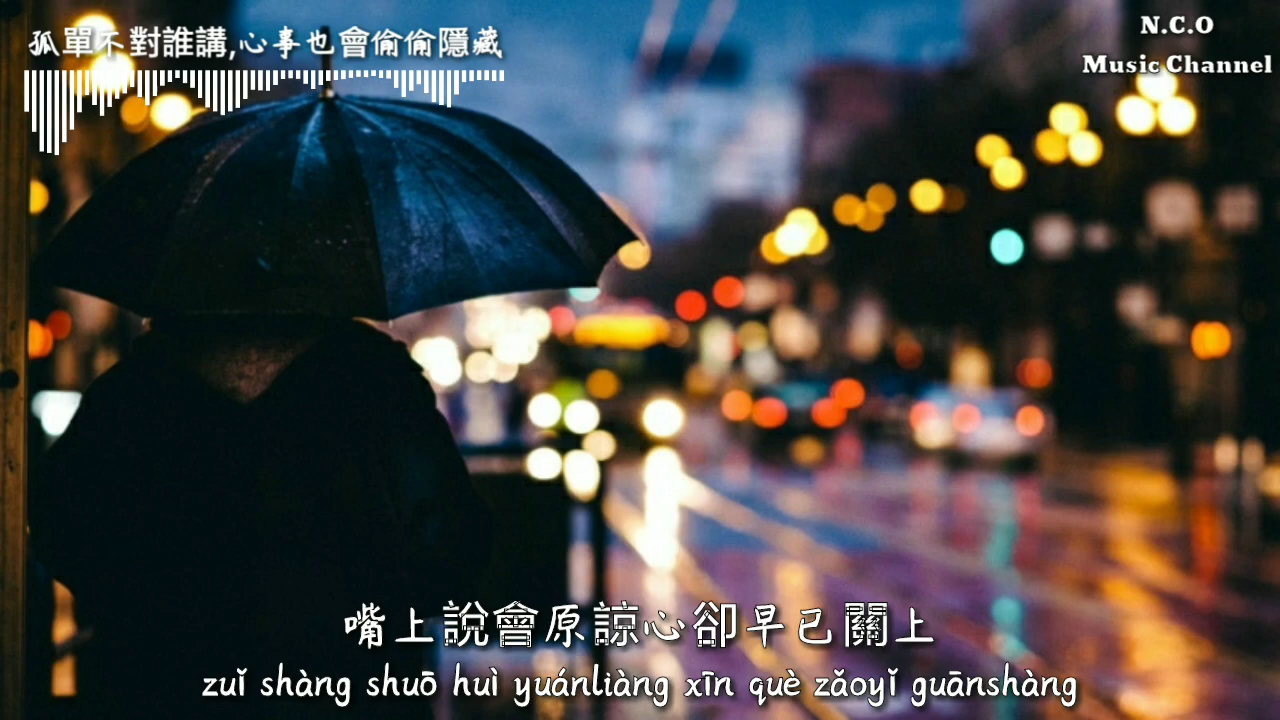 孤單不對誰講,心事也會偷偷隱藏
N.C.O
Music Channel
嘴上說會原諒心卻早已關上
zuǐ shàng shuō huì yuánliàng xīn què zǎoyǐ guānshàng